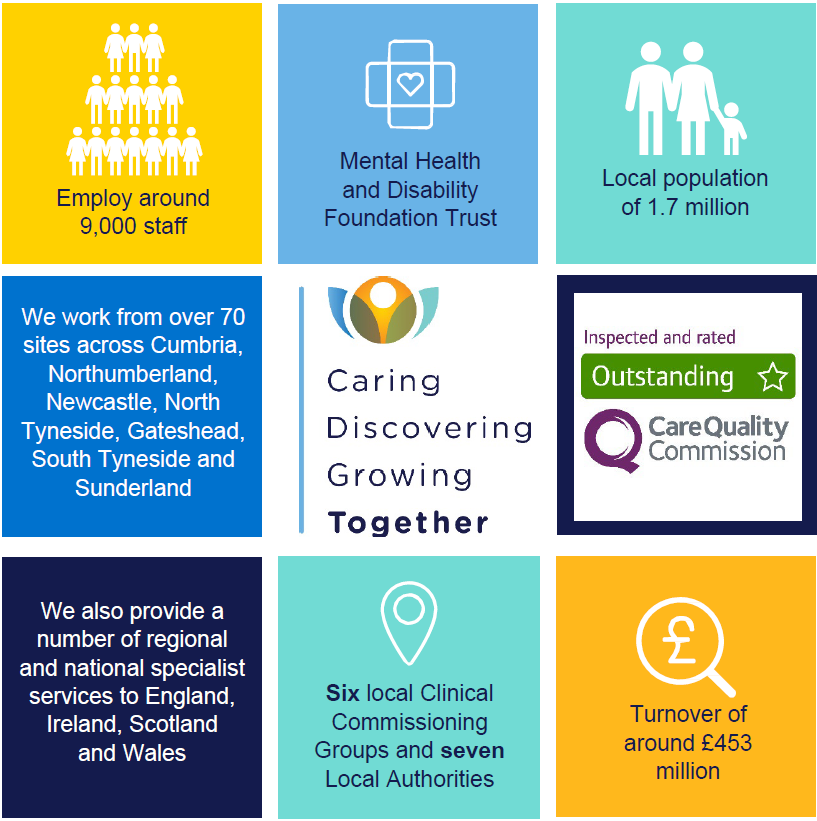 Employ around
9,000 staff
Mental Health
and Disability
Foundation Trust
Local population
of 1.7 million
We work from over 70
sites across Cumbria,
Northumberland,
Newcastle, North
Tyneside, Gateshead,
South Tyneside and
Sunderland
Caring
Discovering
Growing
Together
Inspected and rated
Outstanding
CareQuality
Commission
We also provide a
number of regional
and national specialist
services to England,
Ireland, Scotland
and Wales
Six local Clinical
Commissioning
Groups and seven
Local Authorities
£
Turnover of
around £453
million